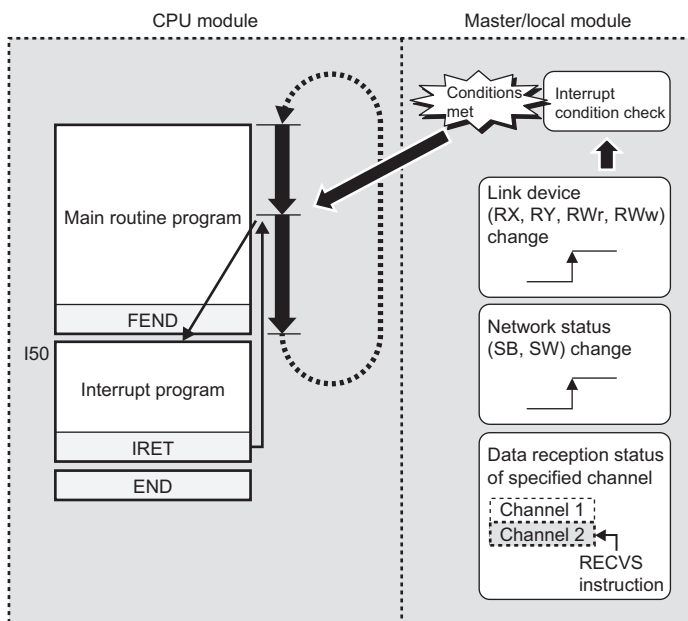 CPU module
Master/local module
Conditions
met
Interrupt
condition check
Main routine program
FEND
I50
Interrupt program
IRET
END
Link device
(RX, RY, RWr, RWw)
change
Network status
(SB, SW) change
Data reception status
of specified channel
Channel 1
Channel 2
RECVS
instruction